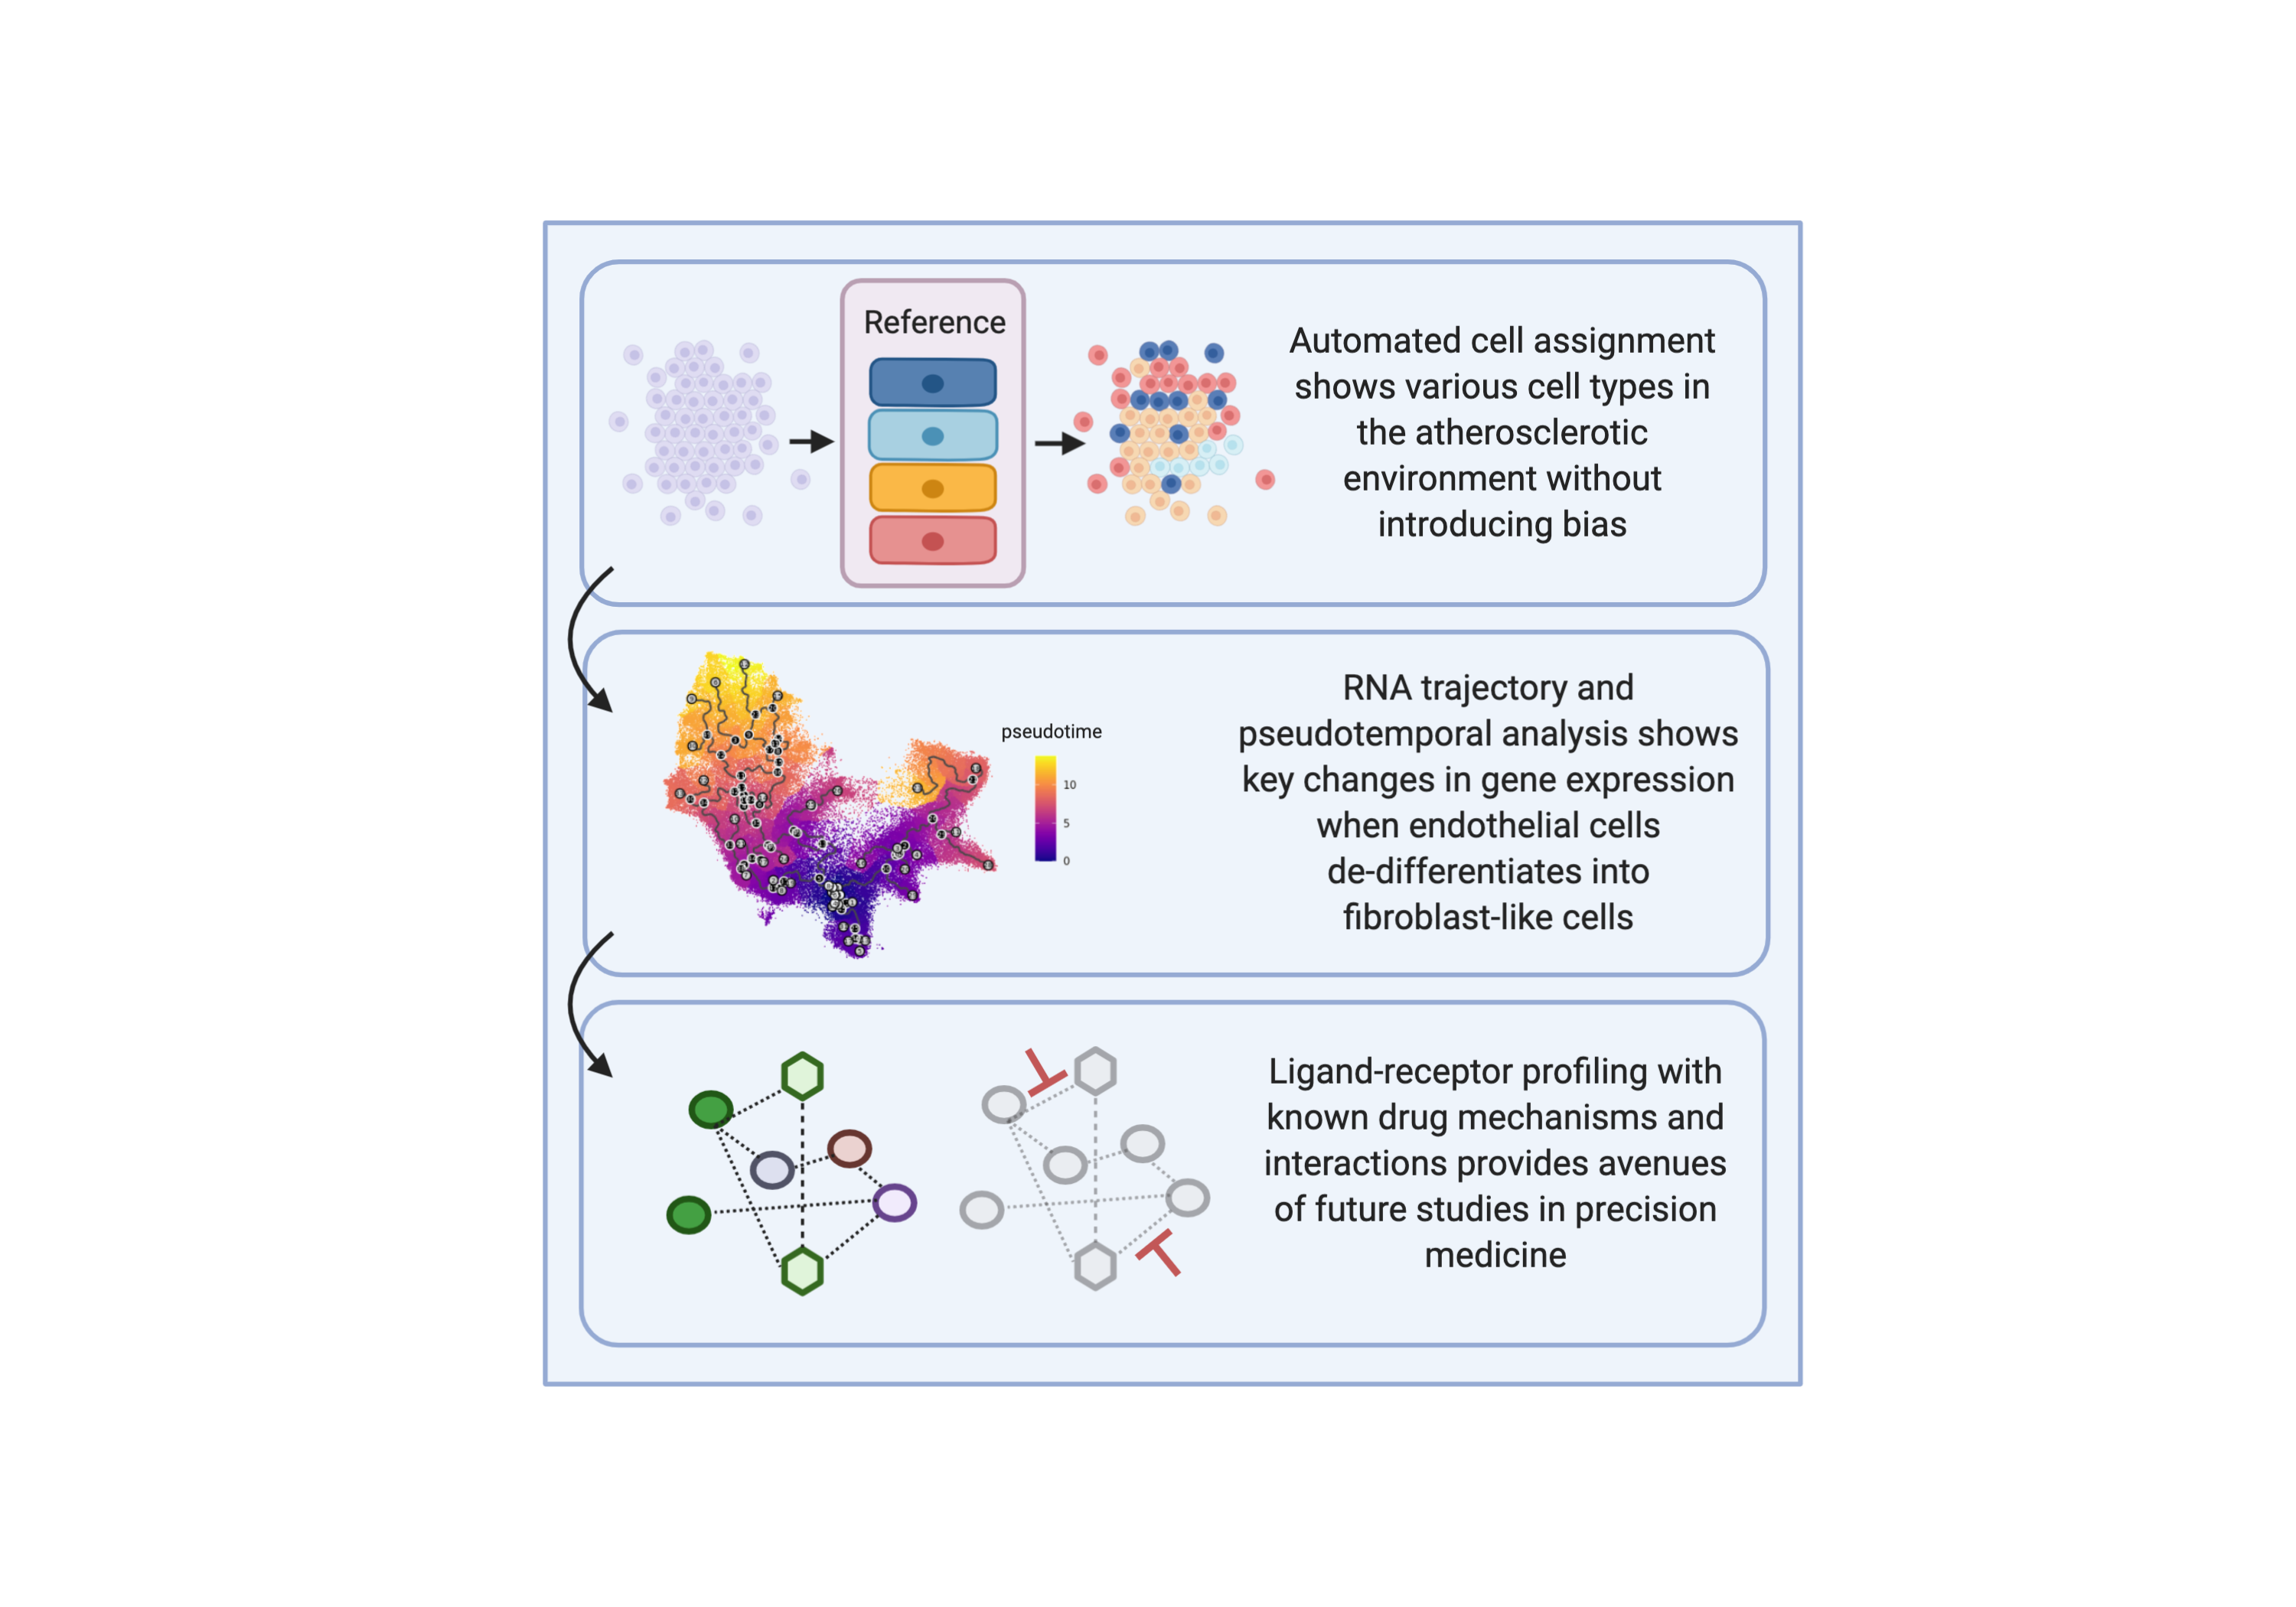 Reference
Automated cell assignment
shows various cell types in
the atherosclerotic
environment without
introducing bias
pseudotime
10
5
0
RNA trajectory and
pseudotemporal analysis shows
key changes in gene expression
when endothelial cells
de-differentiates into
fibroblast-like cells
Ligand-receptor profiling with
known drug mechanisms and
interactions provides avenues
of future studies in precision
medicine